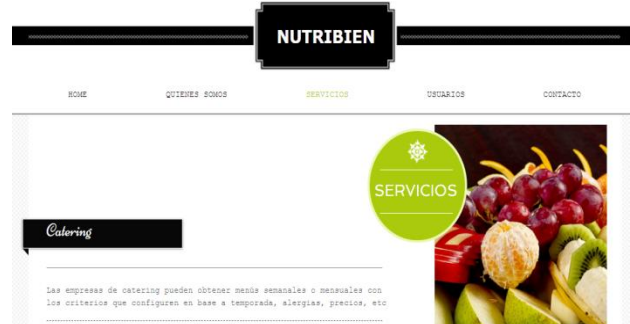 NUTRIBIEN
HOME QUIENES SOMOS SERVICIOS USUARIOS CONTACTO
SERVICIOS
Catering
Las empresas de catering pueden obtener menús semanales o mensuales con
los criterios que configuren en base a temporada, alergias, precios, etc